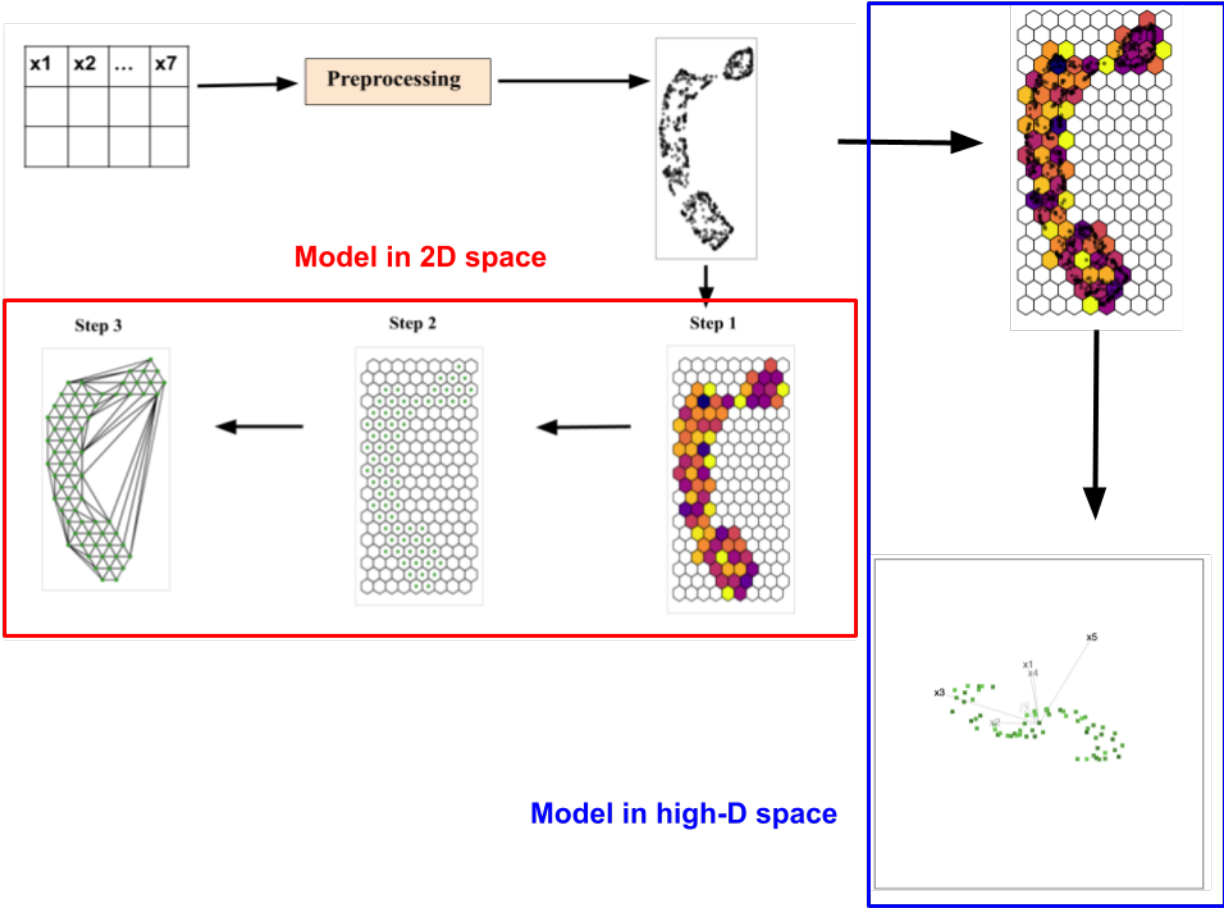 x1 x2 ... x7
Preprocessing
Model in 2D space
Step 3 Step 2 Step 1
x5
x1
x4
x3
x2
Model in high-D space